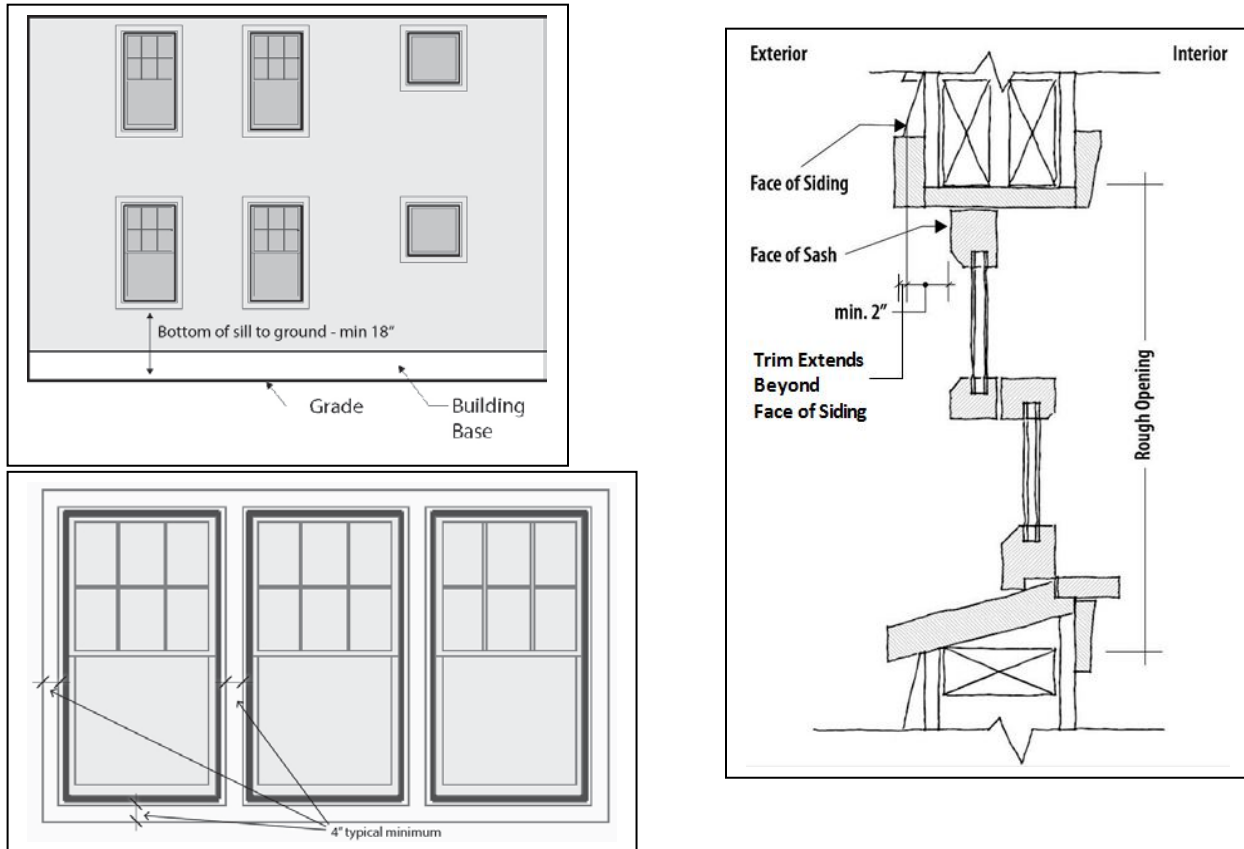 Bottom of sill to ground - min 18"
Grade
Building
Base
4" typical minimum
Exterior
Interior
Face of Siding
Face of Sash
min. 2"
Trim Extends
Beyond
Face of Siding
Rough Opening